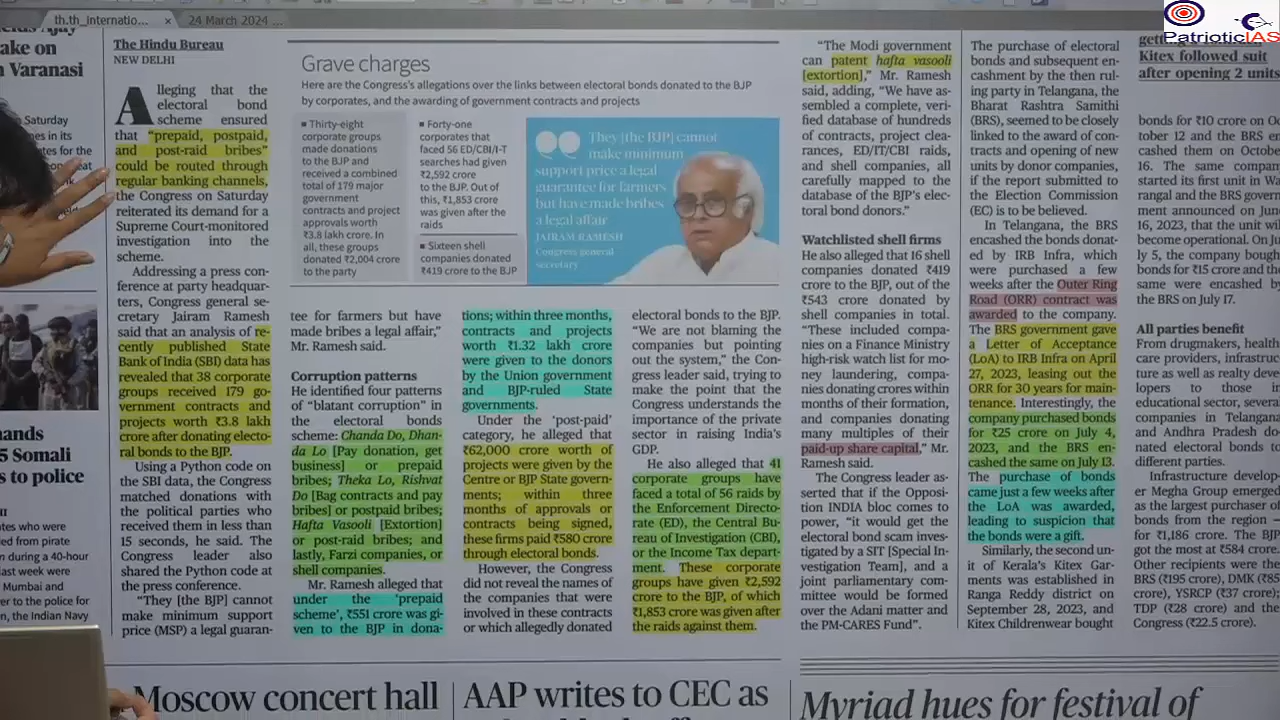 th.th_internatio...
×
24 March 2024 ...
PatrioticIAS
ake on
n Varanasi
Saturday
nes in its
ates for the
hands
5 Somali
s to police
ates who were
d from pirate
n during a 40-hour
last week were
Mumbai and
er to the police for
n, the Indian Navy
The Hindu Bureau
NEW DELHI
Alleging that the
electoral bond
scheme ensured
that “prepaid, postpaid,
and post-raid bribes”
could be routed through
regular banking channels,
the Congress on Saturday
reiterated its demand for a
Supreme Court-monitored
investigation into the
scheme.
Addressing a press con-
ference at party headquar-
ters, Congress general se-
cretary Jairam Ramesh
said that an analysis of re-
cently published State
Bank of India (SBI) data has
revealed that 38 corporate
groups received 179 go-
vernment contracts and
projects worth ₹3.8 lakh
crore after donating electo-
ral bonds to the BJP.
Using a Python code on
the SBI data, the Congress
matched donations with
the political parties who
received them in less than
15 seconds, he said. The
Congress leader also
shared the Python code at
the press conference.
“They [the BJP] cannot
make minimum support
price (MSP) a legal guaran-
Grave charges
Here are the Congress's allegations over the links between electoral bonds donated to the BJP
by corporates, and the awarding of government contracts and projects
■ Thirty-eight
corporate groups
made donations
to the BJP and
received a combined
total of 179 major
government
contracts and project
approvals worth
₹3.8 lakh crore. In
all, these groups
donated ₹2,004 crore
to the party
■ Forty-one
corporates that
faced 56 ED/CBI/I-T
searches had given
₹2,592 crore
to the BJP. Out of
this, ₹1,853 crore
was given after the
raids
■ Sixteen shell
companies donated
₹419 crore to the BJP
They [the BJP] cannot
make minimum
support price a legal
guarantee for farmers
but have made bribes
a legal affair
JAIRAM RAMESH
Congress general
secretary
tee for farmers but have
made bribes a legal affair,”
Mr. Ramesh said.
Corruption patterns
He identified four patterns
of “blatant corruption” in
the electoral bonds
scheme: Chanda Do, Dhan-
da Lo [Pay donation, get
business] or prepaid
bribes; Theka Lo, Rishvat
Do [Bag contracts and pay
bribes] or postpaid bribes;
Hafta Vasooli [Extortion]
or post-raid bribes; and
lastly, Farzi companies, or
shell companies.
Mr. Ramesh alleged that
under the ‘prepaid
scheme’, ₹551 crore was gi-
ven to the BJP in dona-
tions; within three months,
contracts and projects
worth ₹1.32 lakh crore
were given to the donors
by the Union government
and BJP-ruled State
governments.
Under the ‘post-paid’
category, he alleged that
₹62,000 crore worth of
projects were given by the
Centre or BJP State govern-
ments; within three
months of approvals or
contracts being signed,
these firms paid ₹580 crore
through electoral bonds.
However, the Congress
did not reveal the names of
the companies that were
involved in these contracts
or which allegedly donated
electoral bonds to the BJP.
“We are not blaming the
companies but pointing
out the system,” the Con-
gress leader said, trying to
make the point that the
Congress understands the
importance of the private
sector in raising India’s
GDP.
He also alleged that 41
corporate groups have
faced a total of 56 raids by
the Enforcement Directo-
rate (ED), the Central Bu-
reau of Investigation (CBI),
or the Income Tax depart-
ment. These corporate
groups have given ₹2,592
crore to the BJP, of which
₹1,853 crore was given after
the raids against them.
“The Modi government
can patent hafta vasooli
[extortion],” Mr. Ramesh
said, adding, “We have as-
sembled a complete, veri-
fied database of hundreds
of contracts, project clea-
rances, ED/IT/CBI raids,
and shell companies, all
carefully mapped to the
database of the BJP’s elec-
toral bond donors.”
Watchlisted shell firms
He also alleged that 16 shell
companies donated ₹419
crore to the BJP, out of the
₹543 crore donated by
shell companies in total.
“These included compa-
nies on a Finance Ministry
high-risk watch list for mo-
ney laundering, compa-
nies donating crores within
months of their formation,
and companies donating
many multiples of their
paid-up share capital,” Mr.
Ramesh said.
The Congress leader as-
serted that if the Opposi-
tion INDIA bloc comes to
power, “it would get the
electoral bond scam inves-
tigated by a SIT [Special In-
vestigation Team], and a
joint parliamentary com-
mittee would be formed
over the Adani matter and
the PM-CARES Fund”.
The purchase of electoral
bonds and subsequent en-
cashment by the then rul-
ing party in Telangana, the
Bharat Rashtra Samithi
(BRS), seemed to be closely
linked to the award of con-
tracts and opening of new
units by donor companies,
if the report submitted to
the Election Commission
(EC) is to be believed.
In Telangana, the BRS
encashed the bonds donat-
ed by IRB Infra, which
were purchased a few
weeks after the Outer Ring
Road (ORR) contract was
awarded to the company.
The BRS government gave
a Letter of Acceptance
(LoA) to IRB Infra on April
27, 2023, leasing out the
ORR for 30 years for main-
tenance. Interestingly, the
company purchased bonds
for ₹25 crore on July 4,
2023, and the BRS en-
cashed the same on July 13.
The purchase of bonds
came just a few weeks after
the LoA was awarded,
leading to suspicion that
the bonds were a gift.
Similarly, the second un-
it of Kerala’s Kitex Gar-
ments was established in
Ranga Reddy district on
September 28, 2023, and
Kitex Childrenwear bought
Kitex followed suit
after opening 2 units
bonds for ₹10 crore on Oc
tober 12 and the BRS en
cashed them on October
16. The same company
started its first unit in Wa
rangal and the BRS govern
ment announced on June
16, 2023, that the unit will
become operational. On Ju
ly 5, the company bought
bonds for ₹15 crore and the
same were encashed by
the BRS on July 17.
All parties benefit
From drugmakers, health
care providers, infrastruc
ture as well as realty deve
lopers to those in
educational sector, several
companies in Telangana
and Andhra Pradesh do
nated electoral bonds to
different parties.
Infrastructure develop
er Megha Group emerged
as the largest purchaser of
bonds from the region –
for ₹1,186 crore. The BJP
got the most at ₹584 crore.
Other recipients were the
BRS (₹195 crore), DMK (₹85
crore), YSRCP (₹37 crore);
TDP (₹28 crore) and the
Congress (₹22.5 crore).
Moscow concert hall
AAP writes to CEC as
Myriad hues for festival of